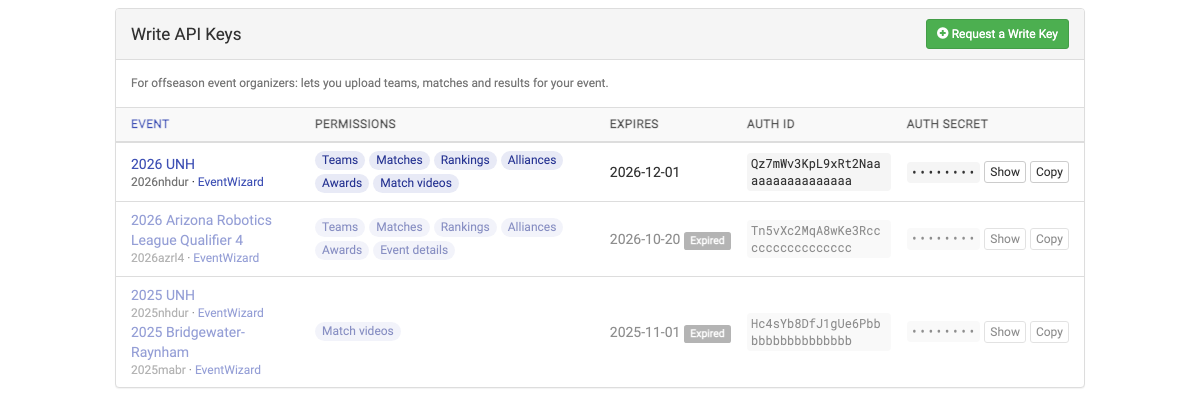 Write API Keys
Request a Write Key
For offseason event organizers: lets you upload teams, matches and results for your event.
EVENT PERMISSIONS EXPIRES AUTH ID AUTH SECRET
2026 UNH
2026nhdur · EventWizard
Teams Matches Rankings Alliances
Awards Match videos
2026-12-01
Qz7mWv3KpL9xRt2Naa
aaaaaaaaaaaaaa
•••••••• Show Copy
2026 Arizona Robotics
League Qualifier 4
2026azrl4 · EventWizard
Teams Matches Rankings Alliances
Awards Event details
2026-10-20 Expired
Tn5vXc2MqA8wKe3Rcc
cccccccccccccc
•••••••• Show Copy
2025 UNH
2025nhdur · EventWizard
2025 Bridgewater-
Raynham
2025mabr · EventWizard
Match videos
2025-11-01 Expired
Hc4sYb8DfJ1gUe6Pbb
bbbbbbbbbbbbbb
•••••••• Show Copy